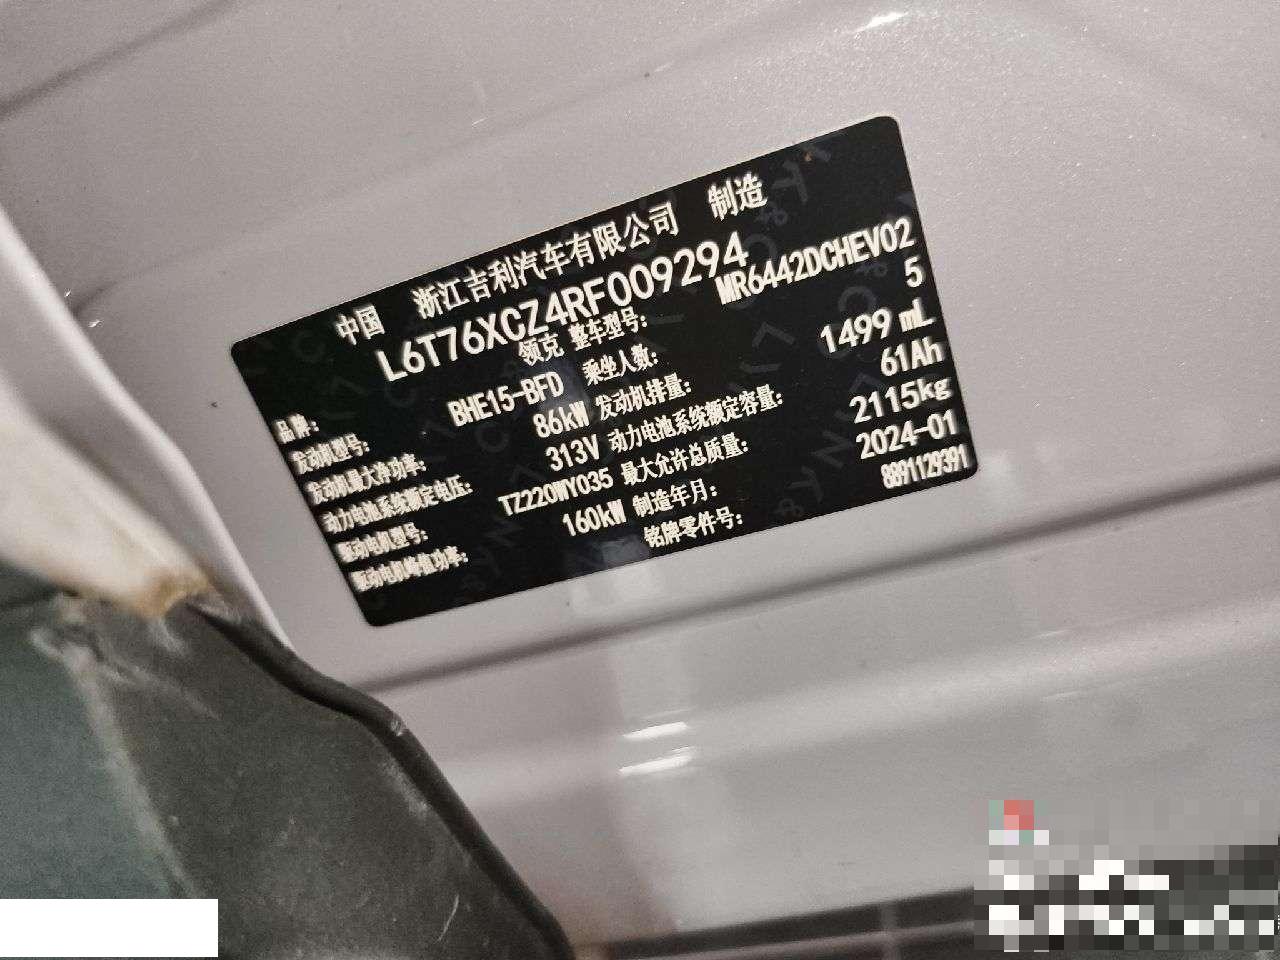 中国 浙江吉利汽车有限公司 制造
L6T76XCZ4RF009294
品牌: 领克 整车型号: MR6442DCHEV02
发动机型号: BHE15-BFD 乘坐人数: 5
发动机最大净功率: 86kW 发动机排量: 1499 mL
动力电池系统额定电压: 313V 动力电池系统额定容量: 61Ah
驱动电机型号: TZ220WY035 最大允许总质量: 2115kg
驱动电机峰值功率: 160kW 制造年月: 2024-01
铭牌零件号: 8891129391